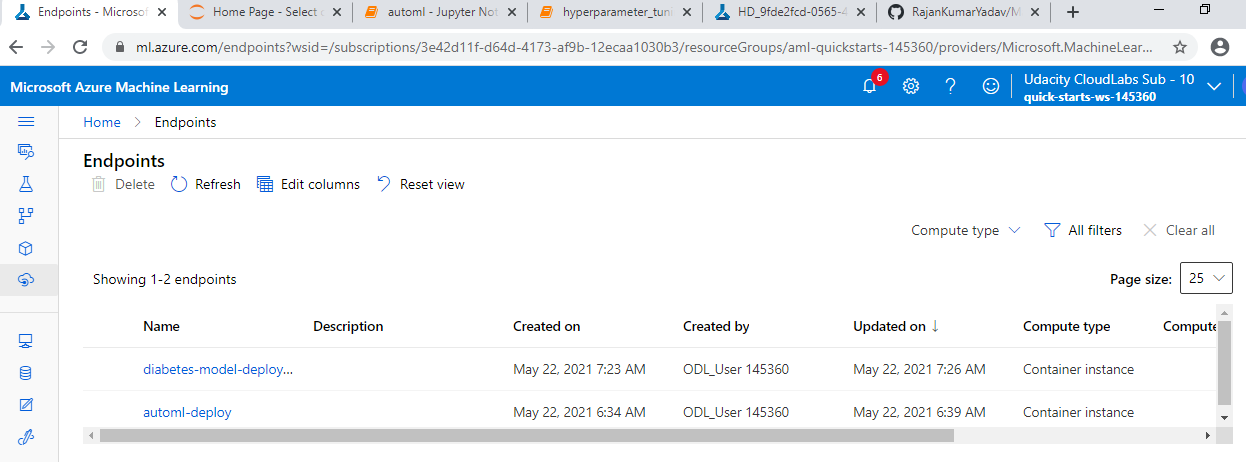 Endpoints - Microsof
Home Page - Select o
automl - Jupyter Not
hyperparameter_tuni
HD_9fde2fcd-0565-4
RajanKumarYadav/M
ml.azure.com/endpoints?wsid=/subscriptions/3e42d11f-d64d-4173-af9b-12ecaa1030b3/resourceGroups/aml-quickstarts-145360/providers/Microsoft.MachineLear...
Microsoft Azure Machine Learning
6
Udacity CloudLabs Sub - 10
quick-starts-ws-145360
Home > Endpoints
Endpoints
Delete Refresh Edit columns Reset view
Compute type All filters Clear all
Showing 1-2 endpoints Page size: 25
Name Description Created on Created by Updated on ↓ Compute type Compute
diabetes-model-deploy... May 22, 2021 7:23 AM ODL_User 145360 May 22, 2021 7:26 AM Container instance
automl-deploy May 22, 2021 6:34 AM ODL_User 145360 May 22, 2021 6:39 AM Container instance